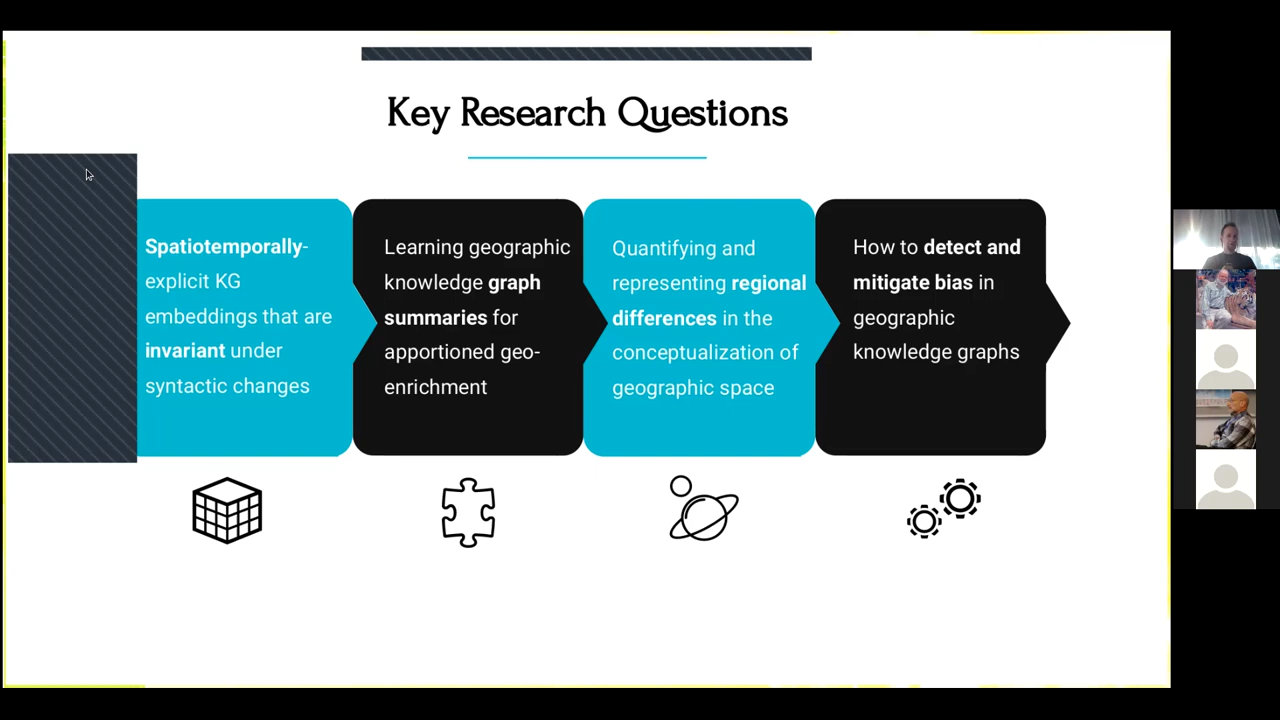 Key Research Questions
Spatiotemporally-
explicit KG
embeddings that are
invariant under
syntactic changes
Learning geographic
knowledge graph
summaries for
apportioned geo-
enrichment
Quantifying and
representing regional
differences in the
conceptualization of
geographic space
How to detect and
mitigate bias in
geographic
knowledge graphs